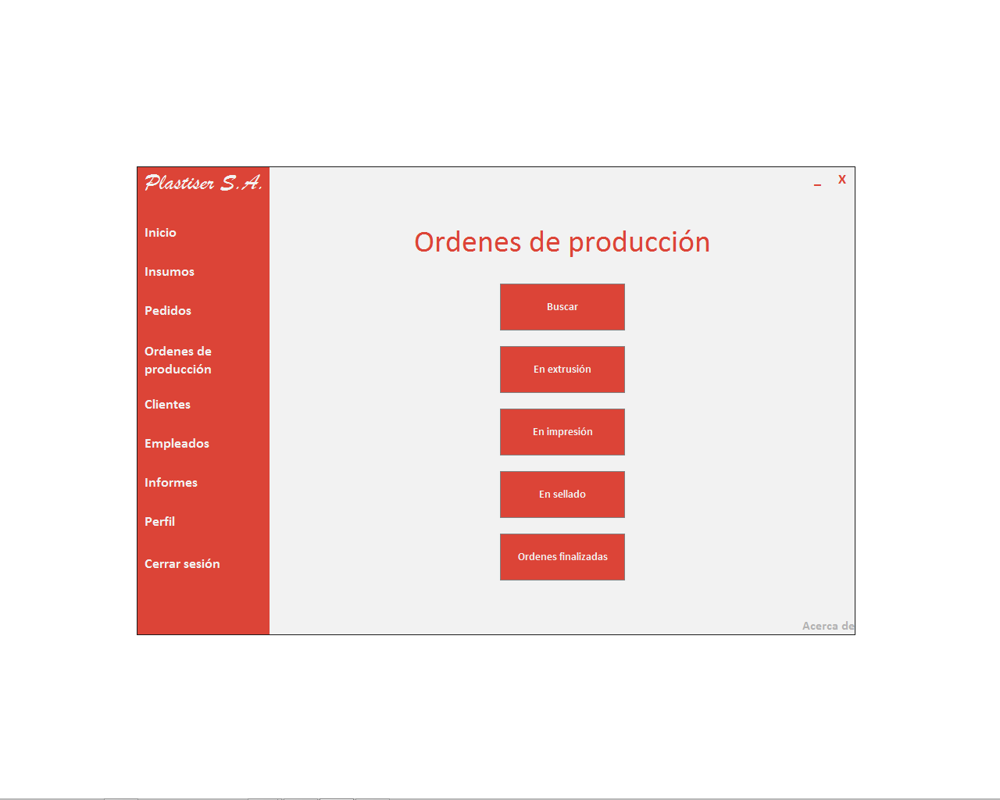 Plastiser S.A.
_ X
Inicio
Insumos
Pedidos
Ordenes de
producción
Clientes
Empleados
Informes
Perfil
Cerrar sesión
Ordenes de producción
Buscar
En extrusión
En impresión
En sellado
Ordenes finalizadas
Acerca de